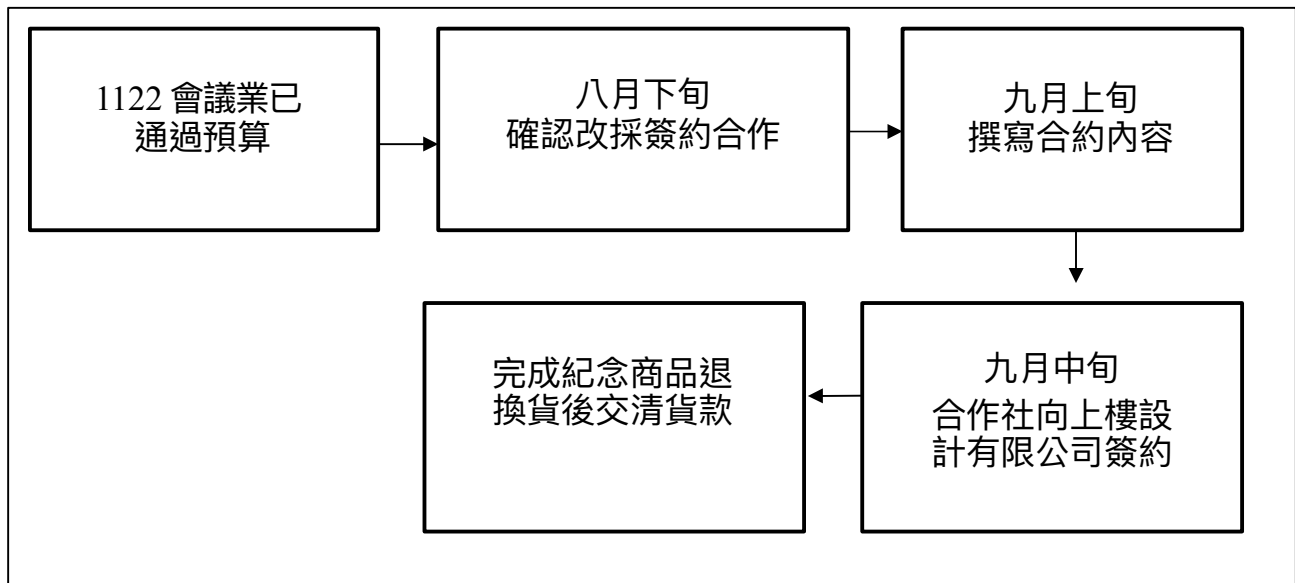 1122 會議業已
通過預算
八月下旬
確認改採簽約合作
九月上旬
撰寫合約內容
九月中旬
合作社向上樓設
計有限公司簽約
完成紀念商品退
換貨後交清貨款